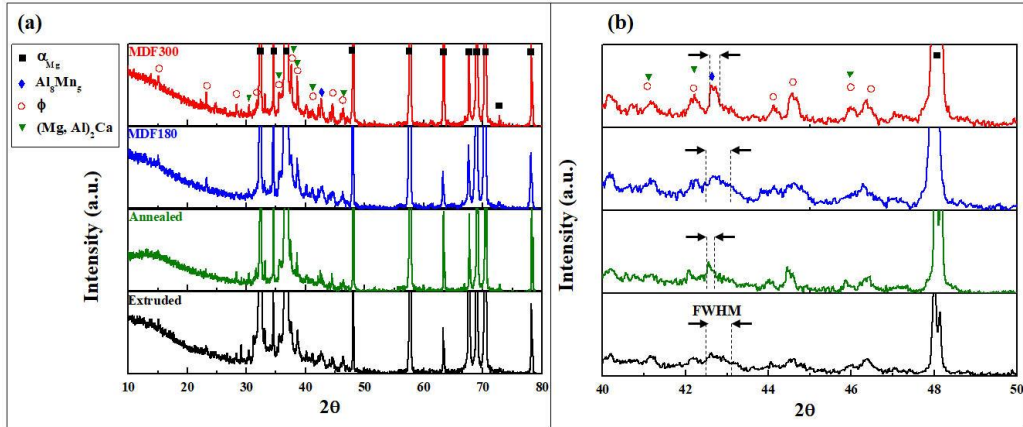 (a)
α_Mg
Al₈Mn₅
ϕ
(Mg, Al)₂Ca
MDF300
MDF180
Annealed
Extruded
Intensity (a.u.)
10 20 30 40 50 60 70 80
2θ
(b)
FWHM
Intensity (a.u.)
40 42 44 46 48 50
2θ